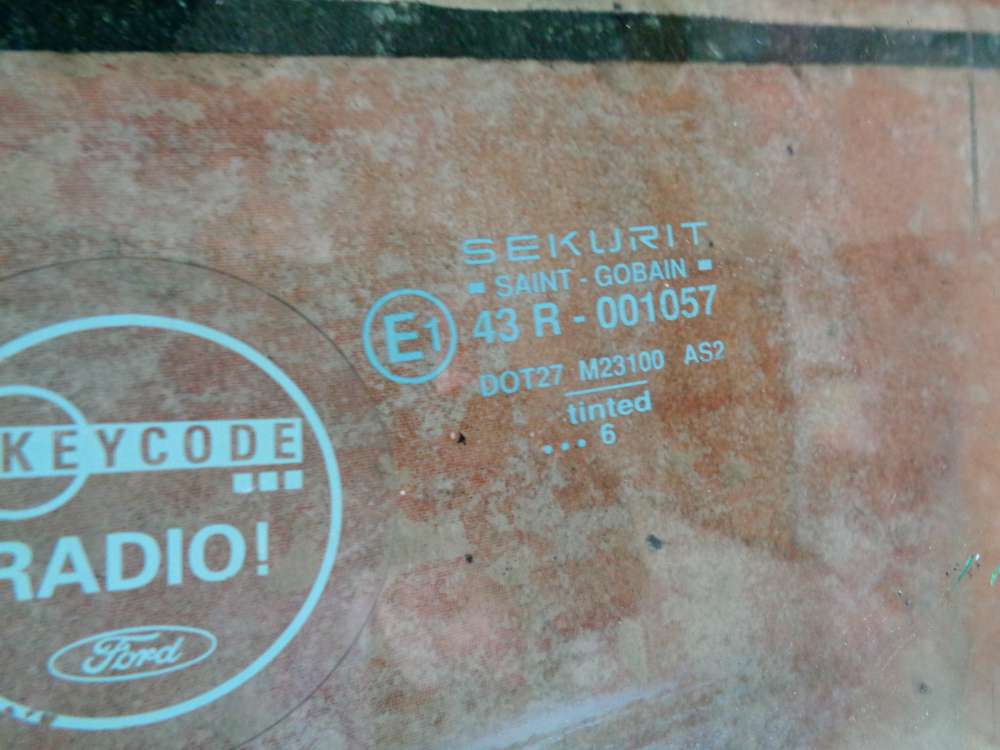 SEKURIT
SAINT - GOBAIN
E1 43 R - 001057
DOT27 M23100 AS2
tinted
... 6
KEYCODE
RADIO!
Ford